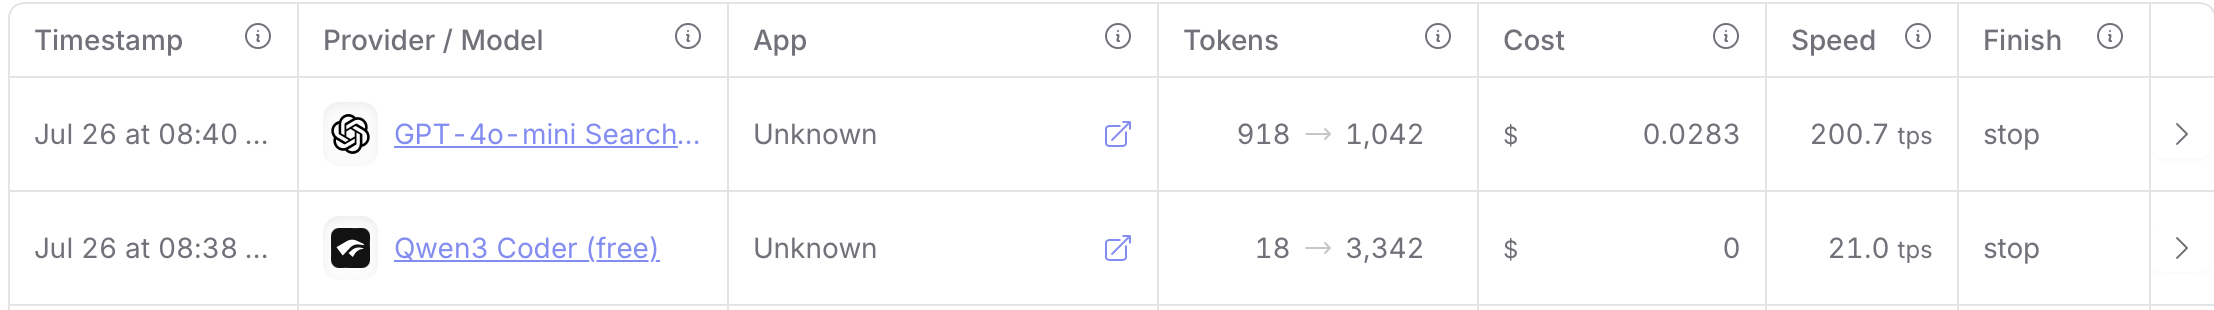 Timestamp Provider / Model App Tokens Cost Speed Finish
Jul 26 at 08:40 ... GPT-4o-mini Search... Unknown 918 → 1,042 $ 0.0283 200.7 tps stop
Jul 26 at 08:38 ... Qwen3 Coder (free) Unknown 18 → 3,342 $ 0 21.0 tps stop